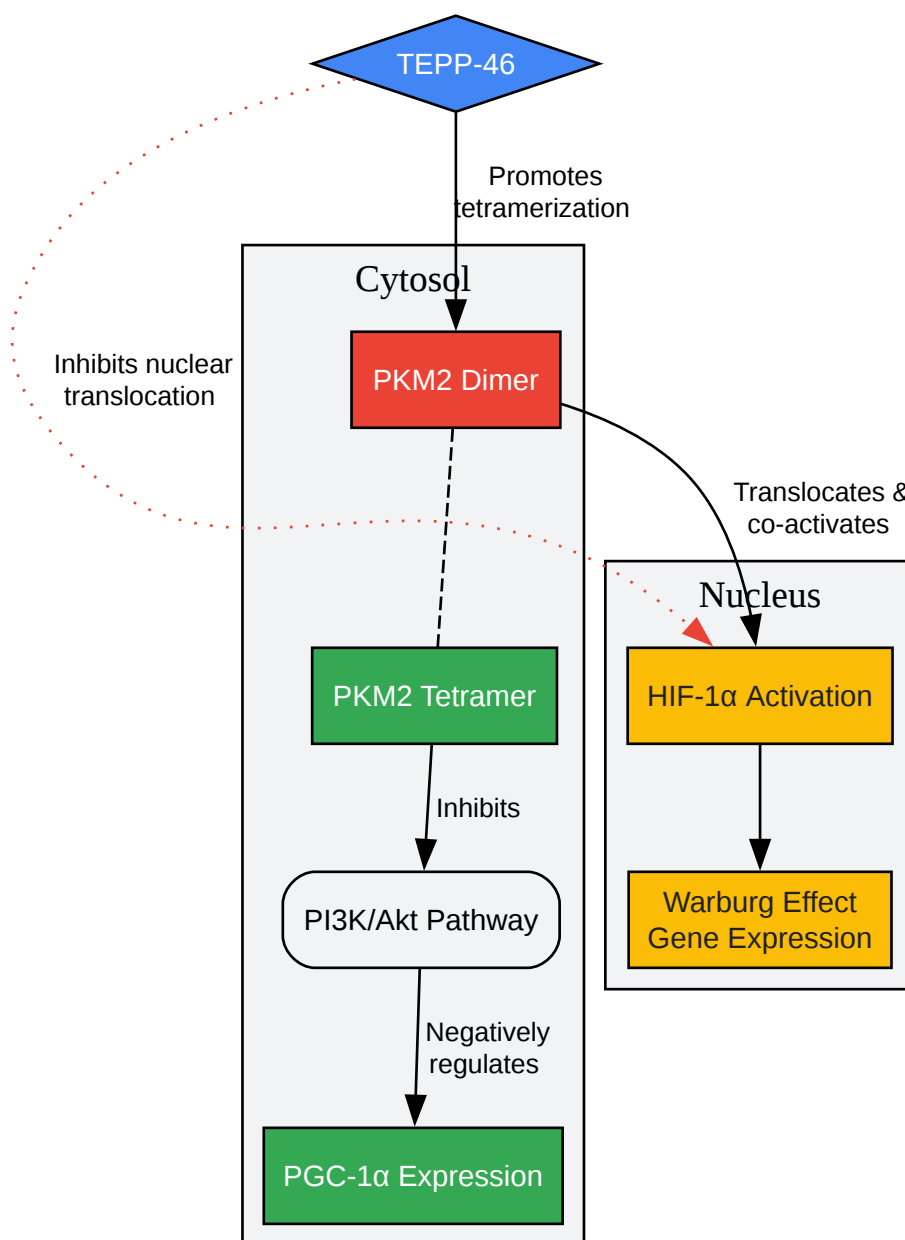 TEPP-46
Promotes
tetramerization
Cytosol
PKM2 Dimer
Inhibits nuclear
translocation
Translocates &
co-activates
Nucleus
PKM2 Tetramer
HIF-1α Activation
Inhibits
PI3K/Akt Pathway
Warburg Effect
Gene Expression
Negatively
regulates
PGC-1α Expression